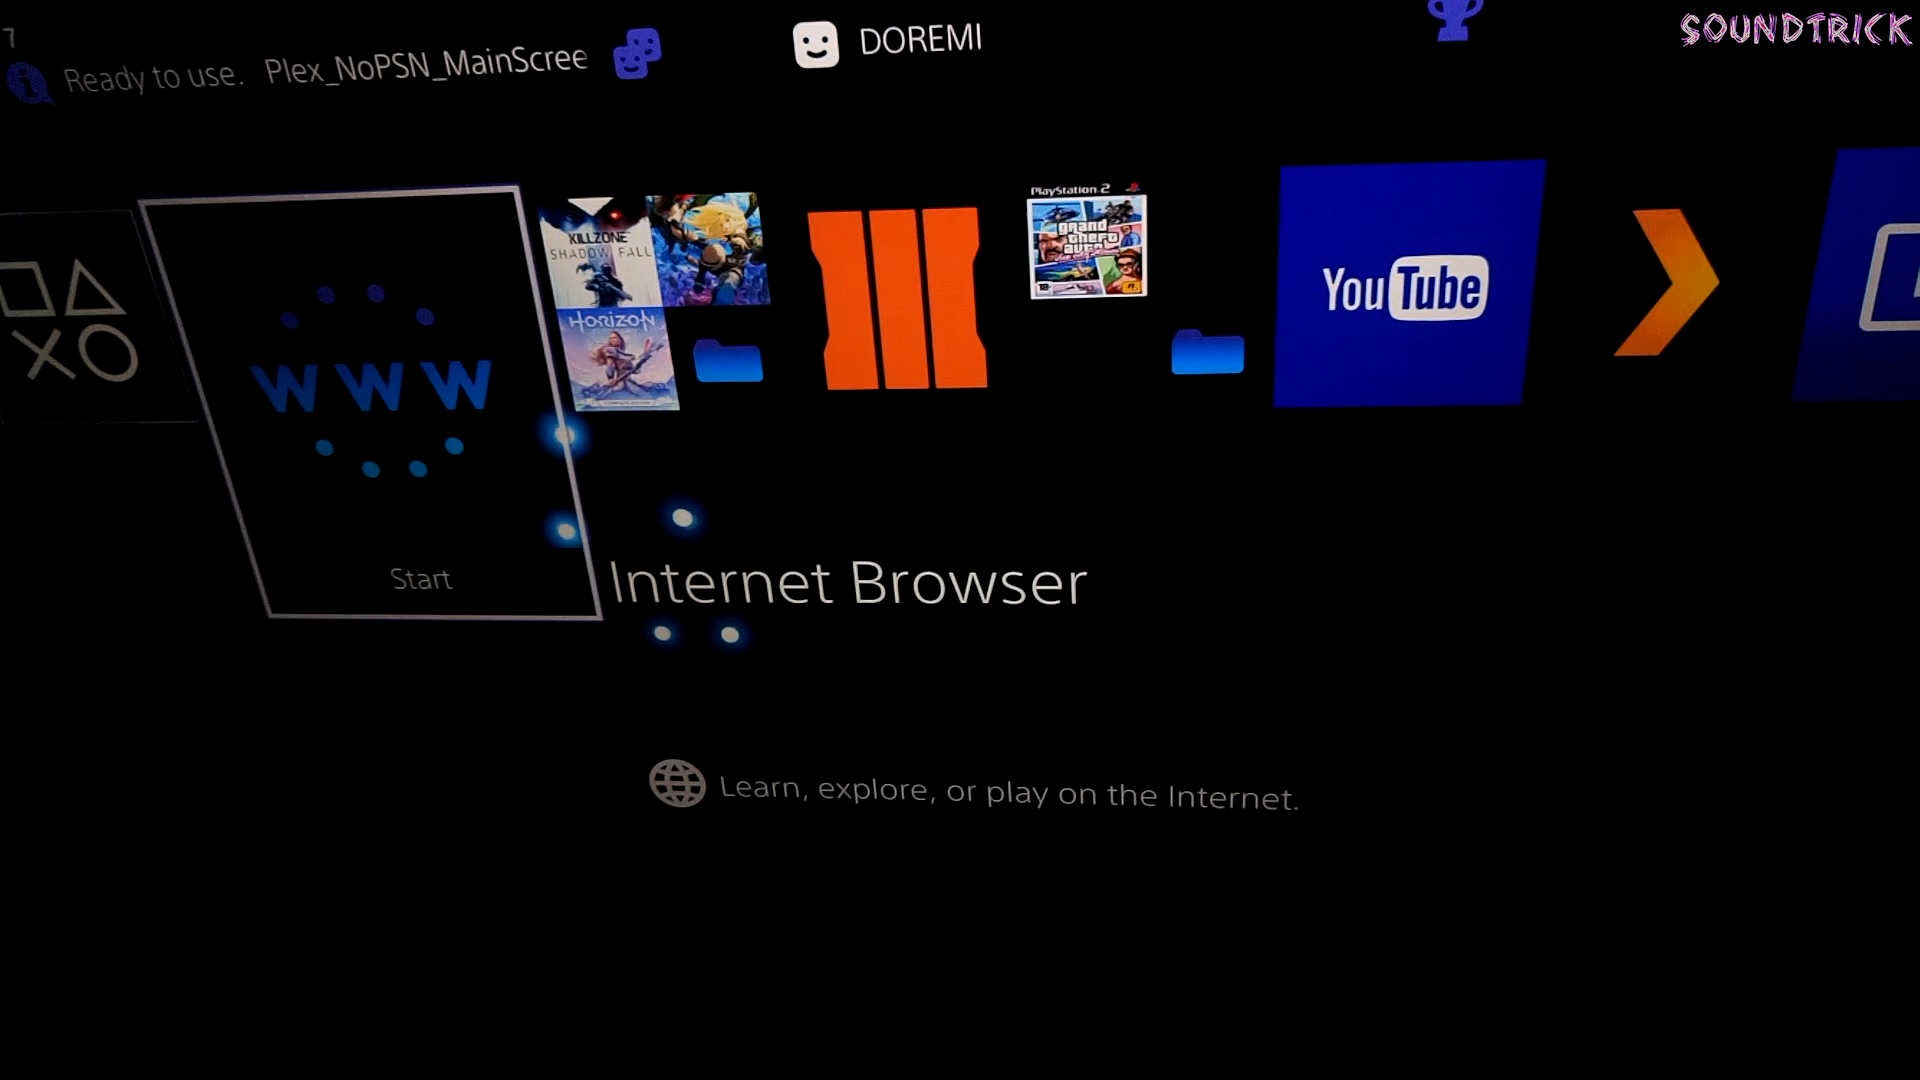 SOUNDTRICK
DOREMI
Ready to use. Plex_NoPSN_MainScree
PlayStation 2
KILLZONE
SHADOW FALL
grand
theft
auto
HORIZON
YouTube
WWW
Start
Internet Browser
Learn, explore, or play on the Internet.